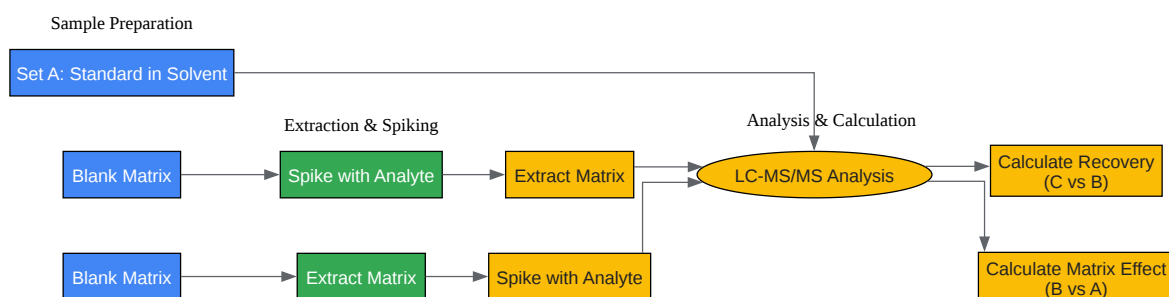 Sample Preparation
Set A: Standard in Solvent
Extraction & Spiking
Analysis & Calculation
Blank Matrix
Spike with Analyte
Extract Matrix
LC-MS/MS Analysis
Calculate Recovery
(C vs B)
Blank Matrix
Extract Matrix
Spike with Analyte
Calculate Matrix Effect
(B vs A)